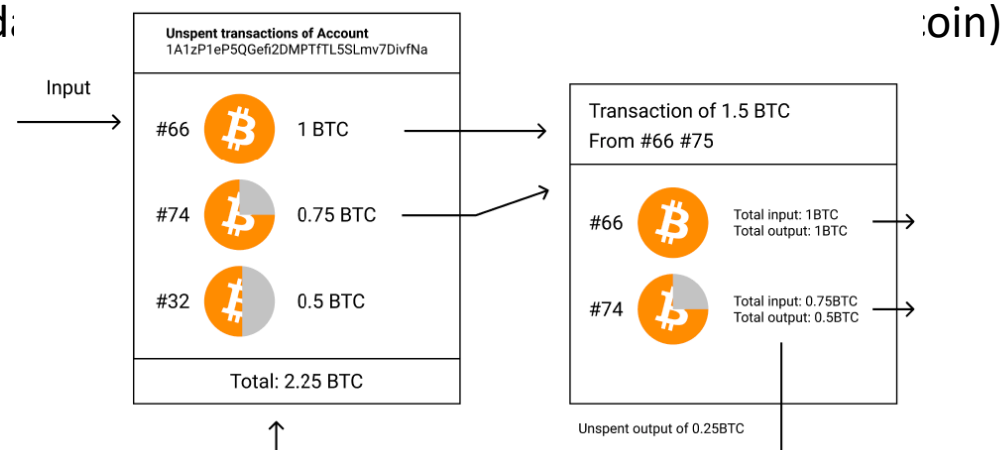 oin)
Unspent transactions of Account
1A1zP1eP5QGefi2DMPTfTL5SLmv7DivfNa
Input
#66
1 BTC
#74
0.75 BTC
#32
0.5 BTC
Total: 2.25 BTC
Transaction of 1.5 BTC
From #66 #75
#66
Total input: 1BTC
Total output: 1BTC
#74
Total input: 0.75BTC
Total output: 0.5BTC
Unspent output of 0.25BTC